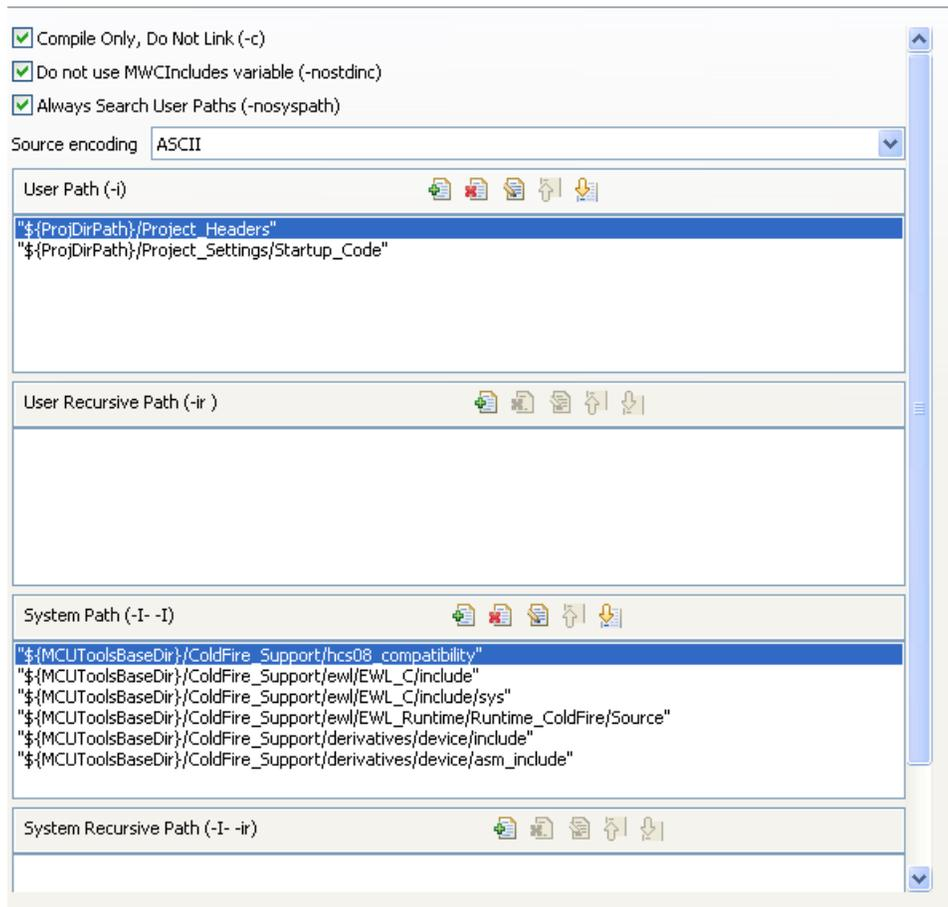 Compile Only, Do Not Link (-c)
Do not use MWCIncludes variable (-nostdinc)
Always Search User Paths (-nosyspath)
Source encoding ASCII
User Path (-i)
"${ProjDirPath}/Project_Headers"
"${ProjDirPath}/Project_Settings/Startup_Code"
User Recursive Path (-ir )
System Path (-I- -I)
"${MCUToolsBaseDir}/ColdFire_Support/hcs08_compatibility"
"${MCUToolsBaseDir}/ColdFire_Support/ewl/EWL_C/include"
"${MCUToolsBaseDir}/ColdFire_Support/ewl/EWL_C/include/sys"
"${MCUToolsBaseDir}/ColdFire_Support/ewl/EWL_Runtime/Runtime_ColdFire/Source"
"${MCUToolsBaseDir}/ColdFire_Support/derivatives/device/include"
"${MCUToolsBaseDir}/ColdFire_Support/derivatives/device/asm_include"
System Recursive Path (-I- -ir)